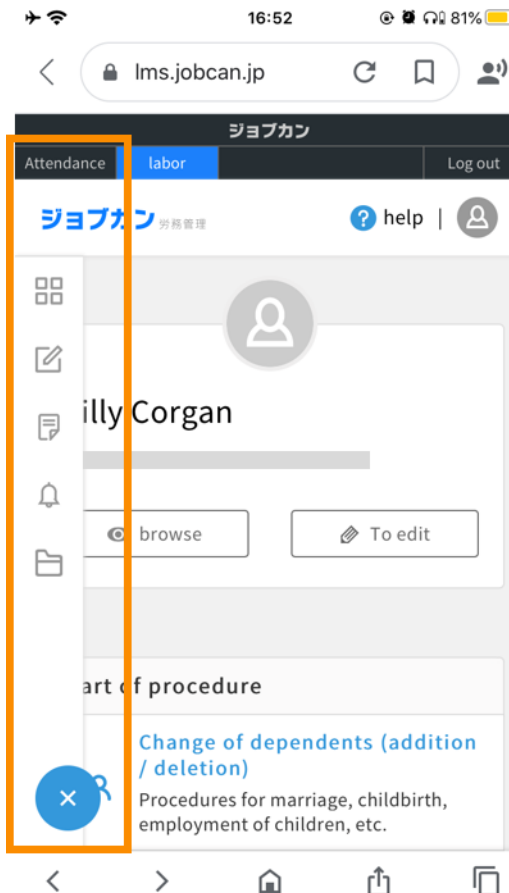 16:52
81%
lms.jobcan.jp
ジョブカン
Attendance
labor
Log out
ジョブカン 労務管理
? help |
illy Corgan
browse
To edit
art of procedure
Change of dependents (addition
/ deletion)
Procedures for marriage, childbirth,
employment of children, etc.